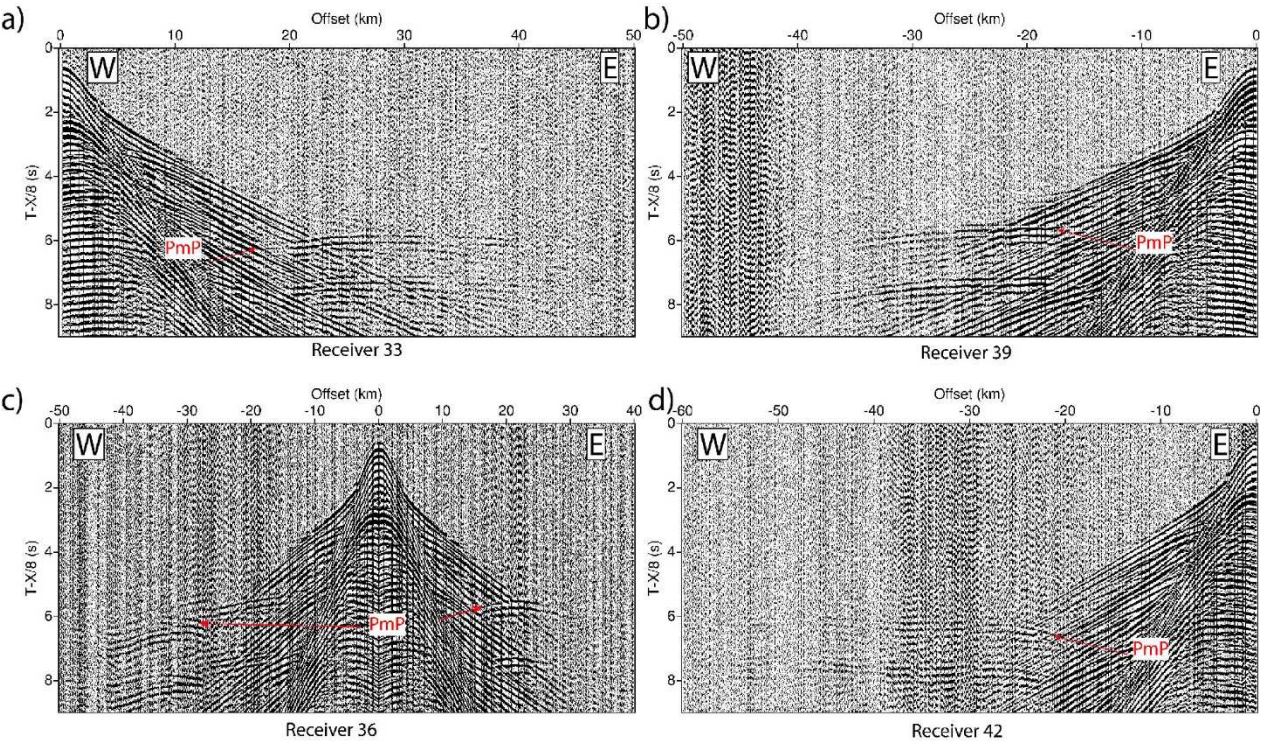 a)
Offset (km)
0 10 20 30 40 50
W E
T-X/8 (s)
0
2
4
6
8
PmP
Receiver 33
b)
Offset (km)
-50 -40 -30 -20 -10 0
W E
T-X/8 (s)
0
2
4
6
8
PmP
Receiver 39
c)
Offset (km)
-50 -40 -30 -20 -10 0 10 20 30 40
W E
T-X/8 (s)
0
2
4
6
8
PmP
Receiver 36
d)
Offset (km)
-60 -50 -40 -30 -20 -10 0
W E
T-X/8 (s)
0
2
4
6
8
PmP
Receiver 42